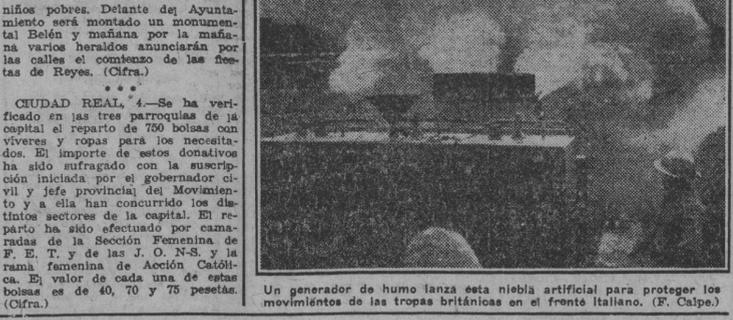 niños pobres. Delante del Ayunta-
miento será montado un monumen-
tal Belén y mañana por la maña-
na varios heraldos anunciarán por
las calles el comienzo de las fies-
tas de Reyes. (Cifra.)
* * *
CIUDAD REAL, 4.—Se ha veri-
ficado en las tres parroquias de la
capital el reparto de 750 bolsas con
víveres y ropas para los necesita-
dos. El importe de estos donativos
ha sido sufragado con la suscrip-
ción iniciada por el gobernador ci-
vil y jefe provincial del Movimien-
to y a ella han concurrido los dis-
tintos sectores de la capital. El re-
parto ha sido efectuado por cama-
radas de la Sección Femenina de
F. E. T. y de las J. O. N-S. y la
rama femenina de Acción Católi-
ca. El valor de cada una de estas
bolsas es de 40, 70 y 75 pesetas.
(Cifra.)
Un generador de humo lanza esta niebla artificial para proteger los
movimientos de las tropas británicas en el frente italiano. (F. Calpe.)